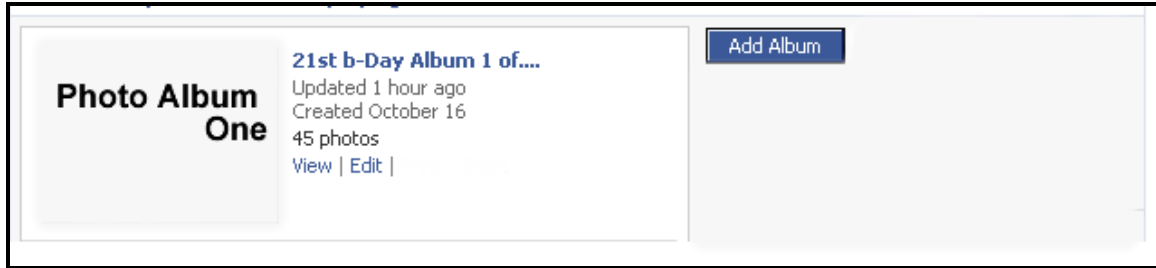 Photo Album
One
21st b-Day Album 1 of....
Updated 1 hour ago
Created October 16
45 photos
View | Edit |
Add Album